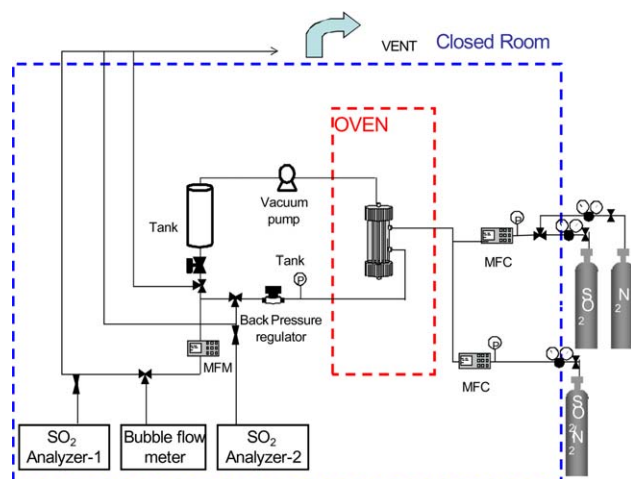 VENT
Closed Room
OVEN
Vacuum
pump
Tank
P
Tank
P
MFC
SO2
N2
Back Pressure
regulator
MFM
P
MFC
SO2/N2
SO2
Analyzer-1
Bubble flow
meter
SO2
Analyzer-2